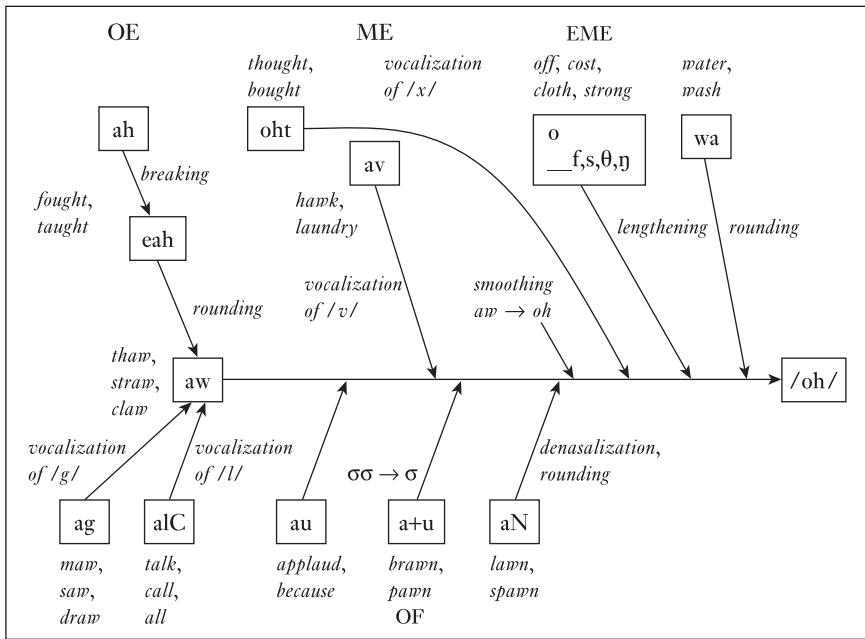 OE
ME
EME
thought,
bought
vocalization
of /x/
off, cost,
cloth, strong
water,
wash
ah
oht
o
__f,s,θ,ŋ
wa
av
breaking
fought,
taught
hawk,
laundry
eah
lengthening
rounding
rounding
vocalization
of /v/
smoothing
aw → oh
thaw,
straw,
claw
aw
/oh/
vocalization
of /g/
vocalization
of /l/
σσ → σ
denasalization,
rounding
ag
alC
au
a+u
aN
maw,
saw,
draw
talk,
call,
all
applaud,
because
brawn,
pawn
lawn,
spawn
OF